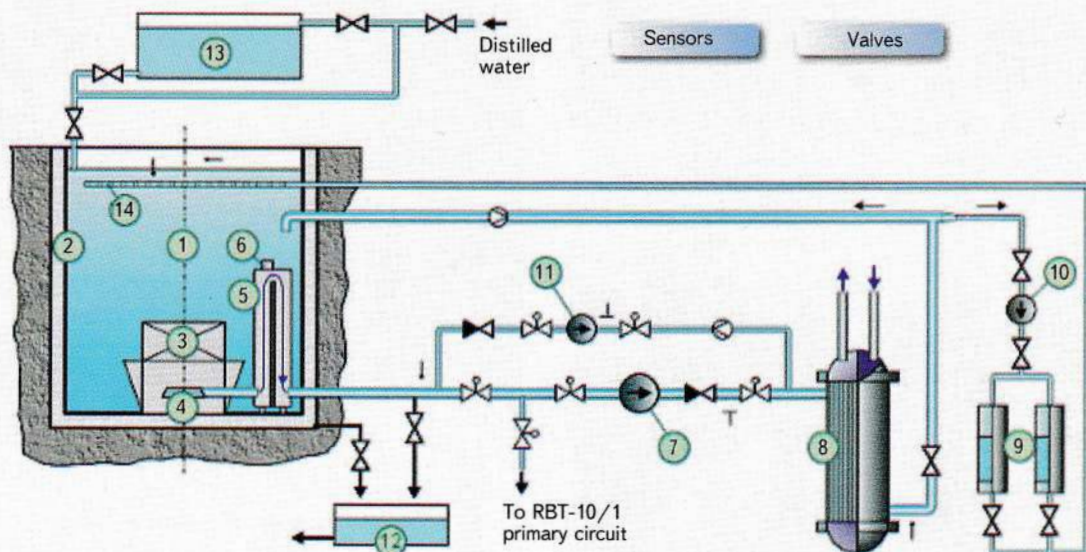 Sensors
Valves
Distilled
water
13
14
2
1
6
5
3
4
11
10
7
8
9
12
To RBT-10/1
primary circuit